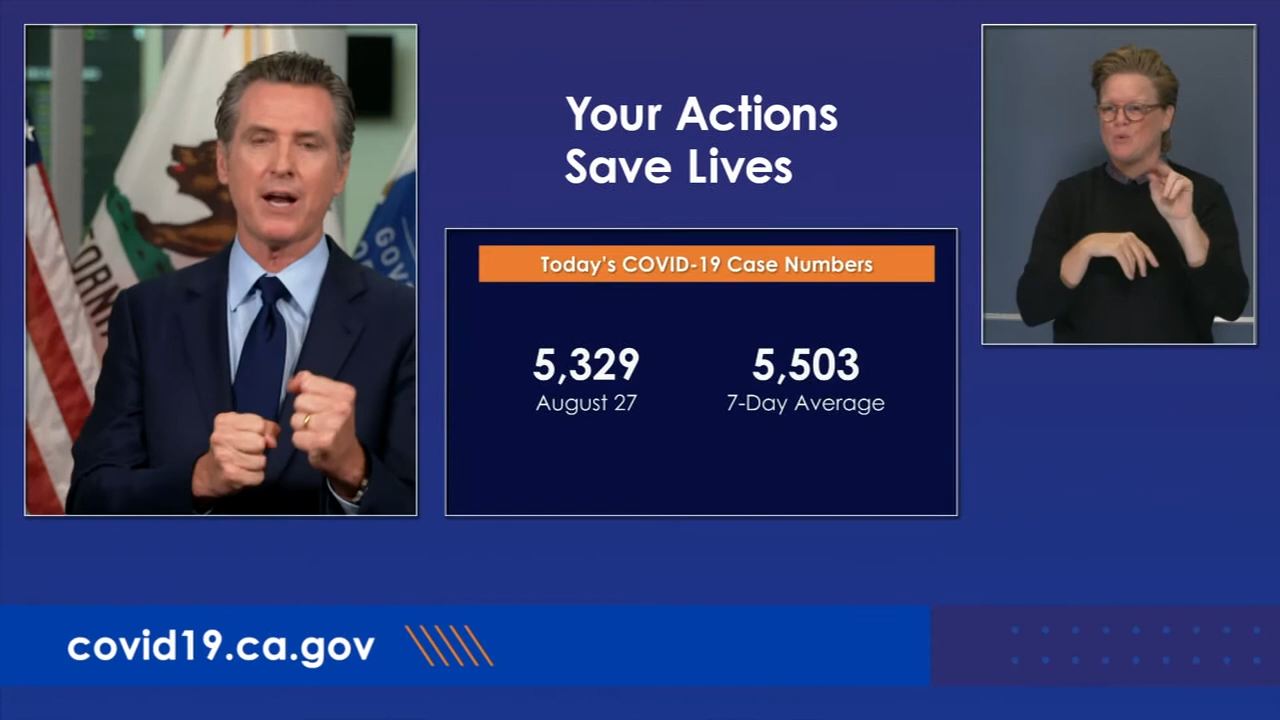 Your Actions
Save Lives
Today's COVID-19 Case Numbers
5,329
August 27
5,503
7-Day Average
covid19.ca.gov
GOV